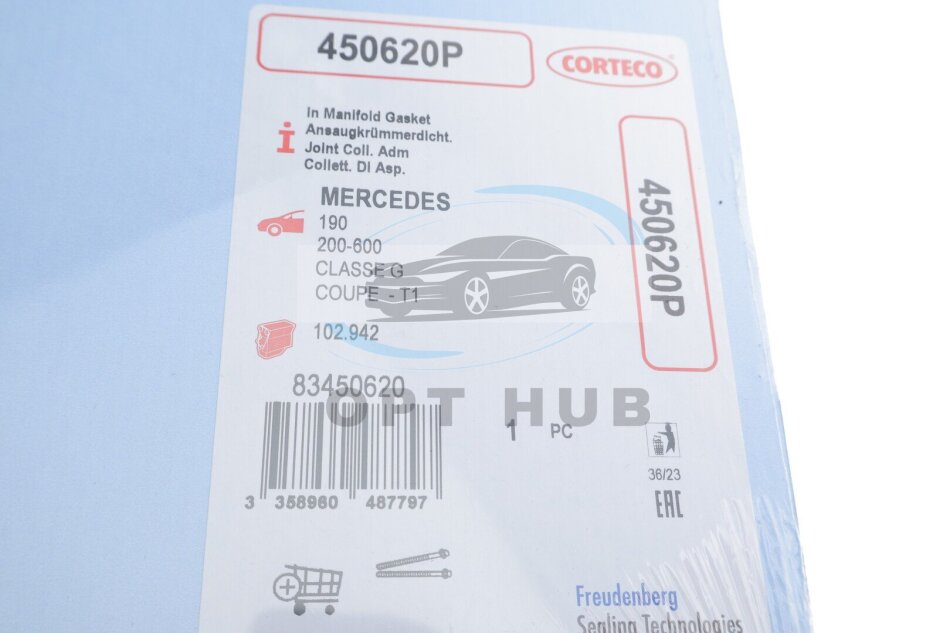 450620P
CORTECO
In Manifold Gasket
Ansaugkrümmerdicht.
Joint Coll. Adm
Collett. DI Asp.
MERCEDES
190
200-600
CLASSE G
COUPE - T1
102.942
450620P
83450620
OPT HUB
1 PC
3 358960 487797
36/23
EAC
Freudenberg
Sealing Technologies